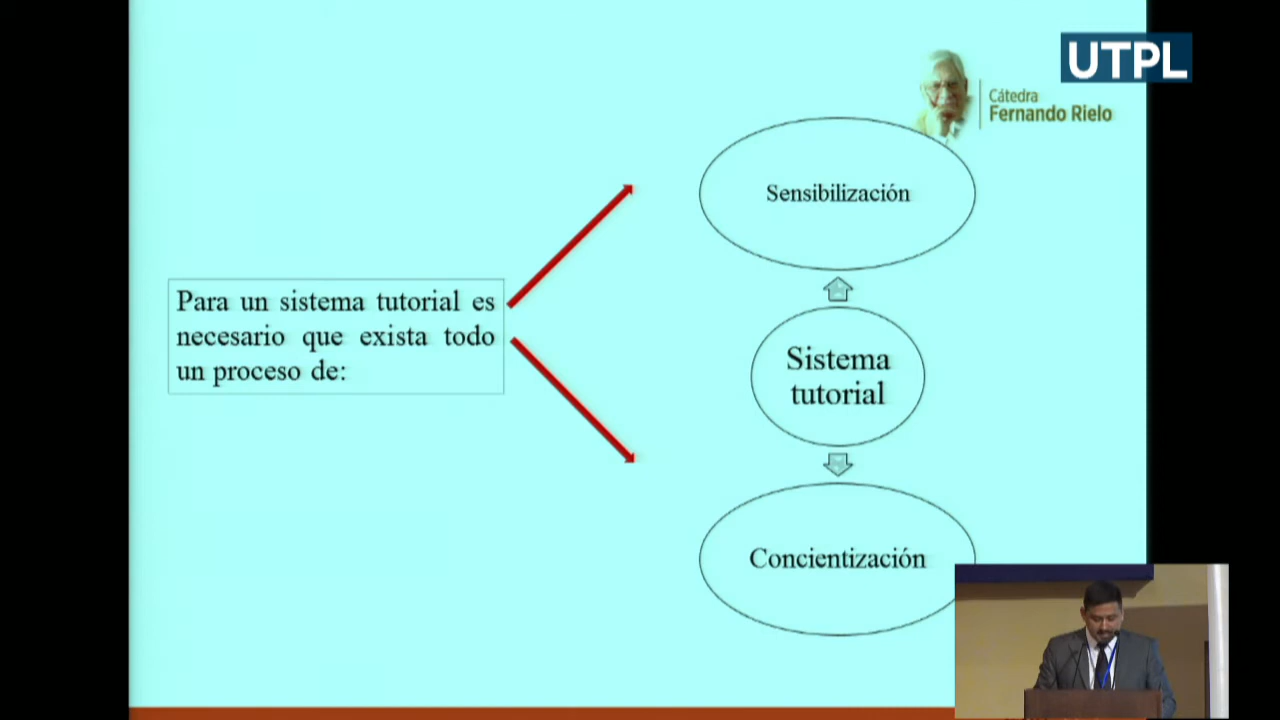 UTPL
Cátedra
Fernando Rielo
Sensibilización
Para un sistema tutorial es
necesario que exista todo
un proceso de:
Sistema
tutorial
Concientización